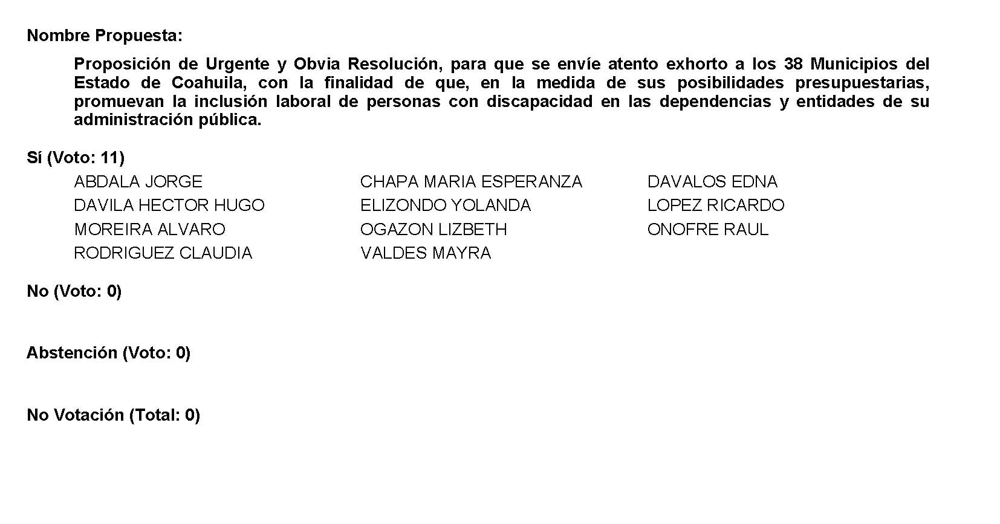 Nombre Propuesta:
Proposición de Urgente y Obvia Resolución, para que se envíe atento exhorto a los 38 Municipios del
Estado de Coahuila, con la finalidad de que, en la medida de sus posibilidades presupuestarias,
promuevan la inclusión laboral de personas con discapacidad en las dependencias y entidades de su
administración pública.
Sí (Voto: 11)
ABDALA JORGE CHAPA MARIA ESPERANZA DAVALOS EDNA
DAVILA HECTOR HUGO ELIZONDO YOLANDA LOPEZ RICARDO
MOREIRA ALVARO OGAZON LIZBETH ONOFRE RAUL
RODRIGUEZ CLAUDIA VALDES MAYRA
No (Voto: 0)
Abstención (Voto: 0)
No Votación (Total: 0)